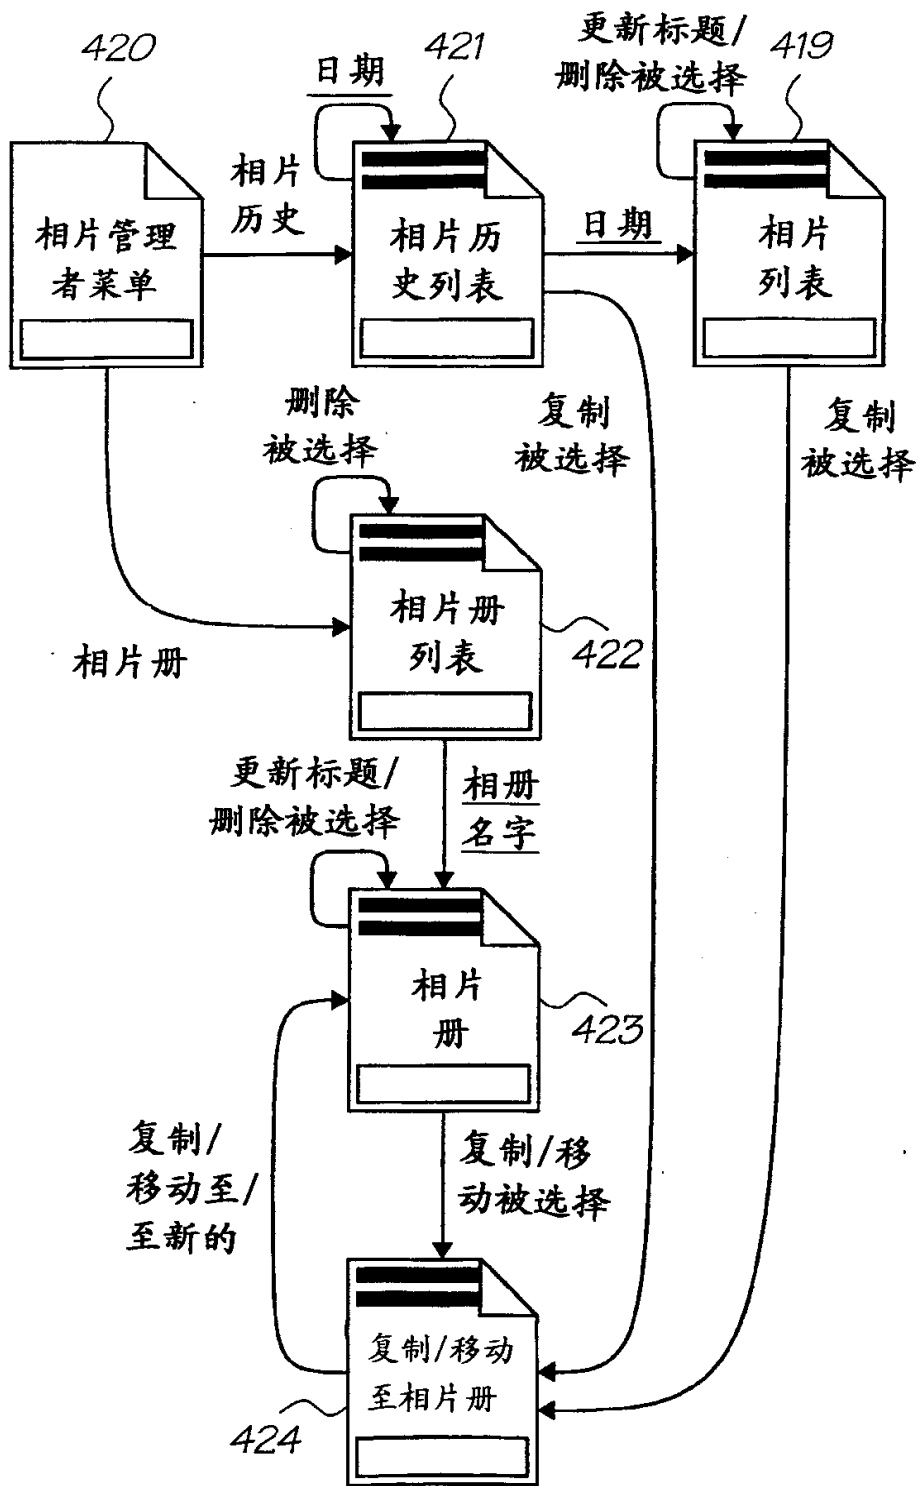 420
421
419
日期
更新标题/
删除被选择
相片
历史
相片管理
者菜单
相片历
史列表
日期
相片
列表
删除
被选择
复制
被选择
复制
被选择
相片册
列表
422
相片册
更新标题/
删除被选择
相册
名字
相片
册
423
复制/
移动至/
至新的
复制/移
动被选择
复制/移动
至相片册
424